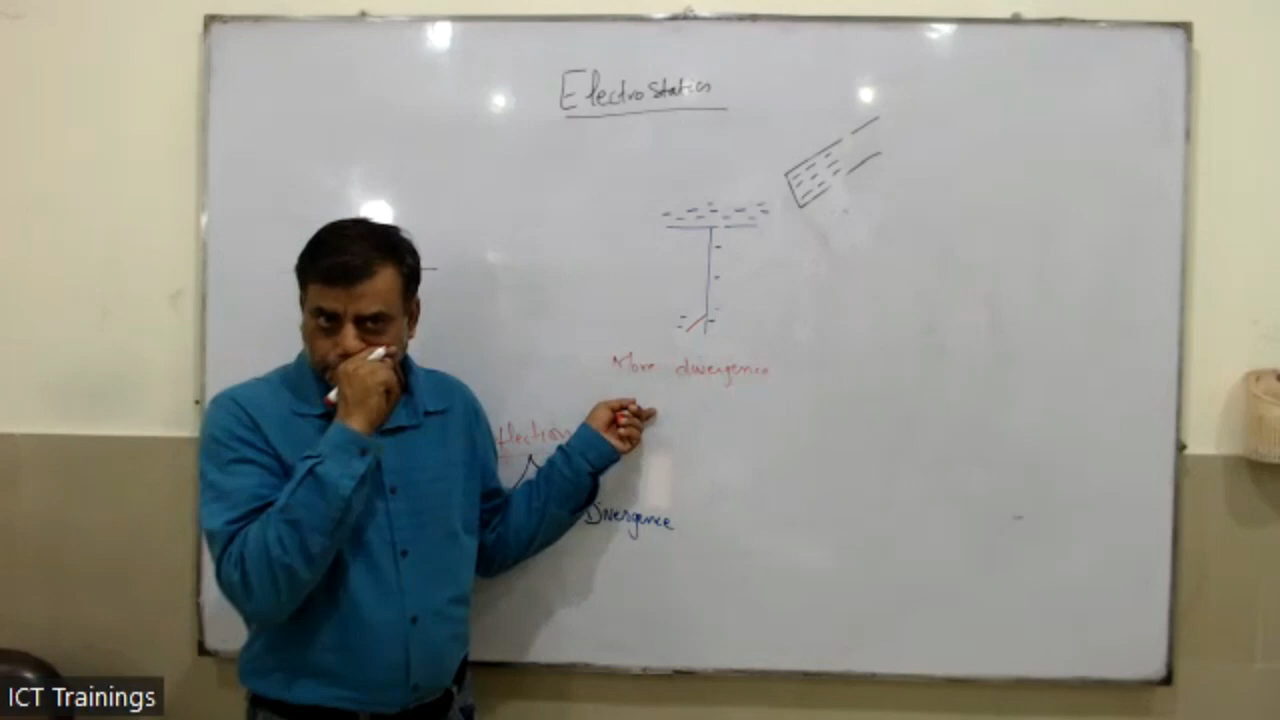 Electrostatics
More divergence
Divergence
ICT Trainings